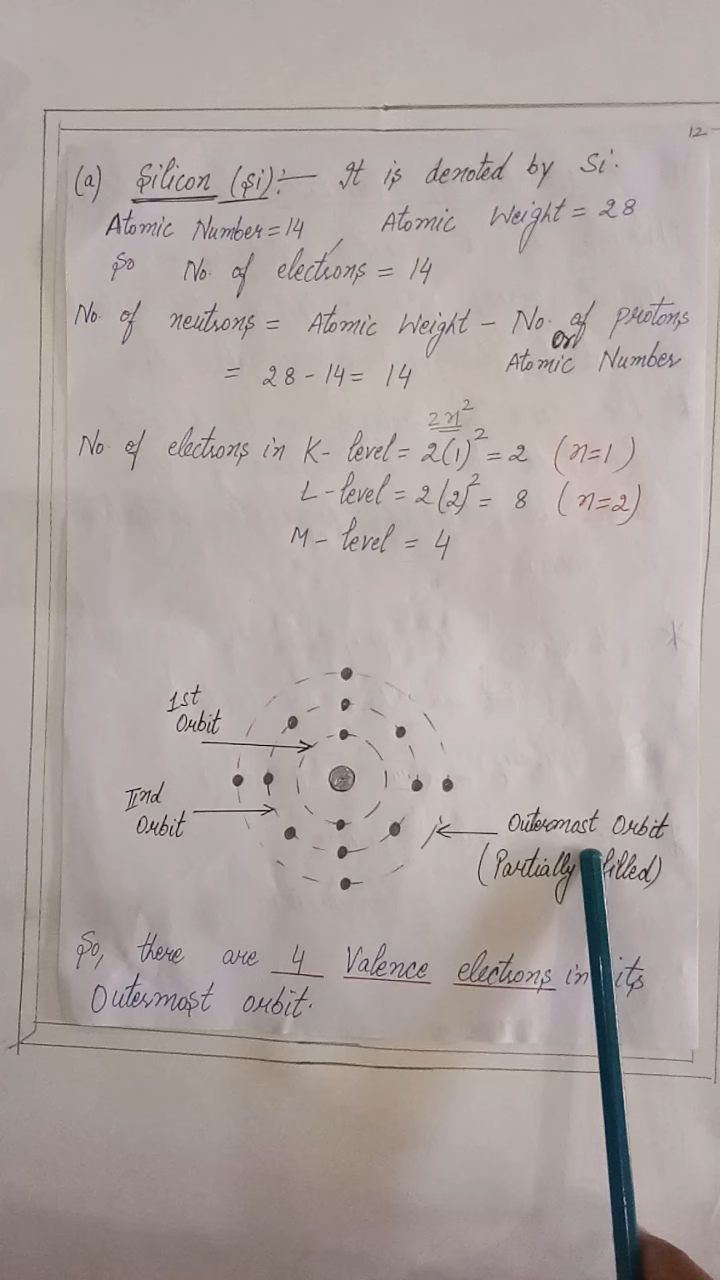 12
(a) Silicon (Si):— It is denoted by Si.
Atomic Number = 14, Atomic Weight = 28
So No. of electrons = 14
No. of neutrons = Atomic Weight - No. of protons
or
Atomic Number
= 28 - 14 = 14
2n²
No. of electrons in K- level = 2(1)² = 2 (n=1)
L - level = 2(2)² = 8 (n=2)
M - level = 4
1st
Orbit
IInd
Orbit
Outermost Orbit
(Partially filled)
So, there are 4 Valence electrons in its
Outermost orbit.